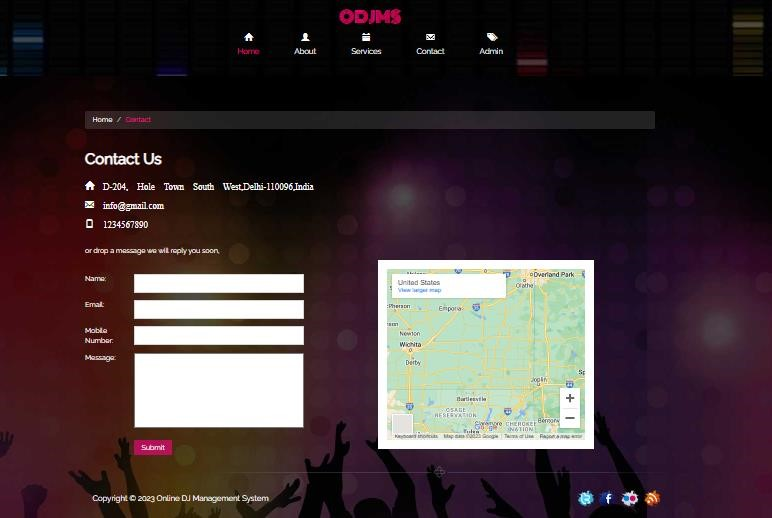 ODJMS
Home About Services Contact Admin
Home / Contact
Contact Us
D-204, Hole Town South West,Delhi-110096,India
info@gmail.com
1234567890
or drop a message we will reply you soon,
Name:
Email:
Mobile
Number:
Message:
Submit
United States
View larger map
Overland Park
Olathe
Pherson
Emporia
Newton
Wichita
Derby
Joplin
Bartlesville
OSAGE
RESERVATION
Claremore
Tulsa
CHEROKEE
NATION
Bentonv
Keyboard shortcuts Map data ©2023 Google Terms of Use Report a map error
Copyright © 2023 Online DJ Management System